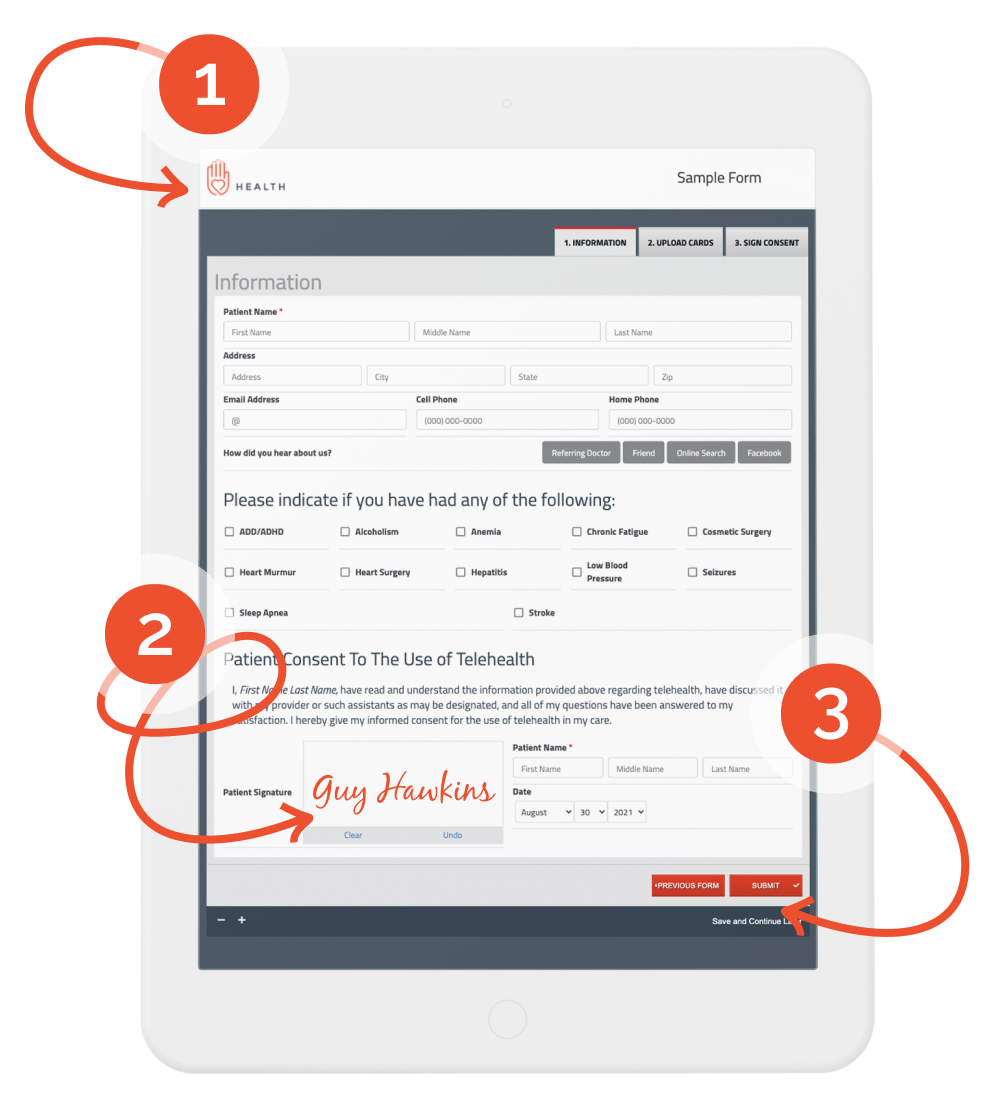 1
HEALTH
Sample Form
1. INFORMATION 2. UPLOAD CARDS 3. SIGN CONSENT
Information
Patient Name *
First Name Middle Name Last Name
Address
Address City State Zip
Email Address Cell Phone Home Phone
@ (000) 000-0000 (000) 000-0000
How did you hear about us? Referring Doctor Friend Online Search Facebook
Please indicate if you have had any of the following:
ADD/ADHD Alcoholism Anemia Chronic Fatigue Cosmetic Surgery
Heart Murmur Heart Surgery Hepatitis Low Blood
Pressure Seizures
Sleep Apnea Stroke
2
Patient Consent To The Use of Telehealth
I, First Name Last Name, have read and understand the information provided above regarding telehealth, have discussed it
with my provider or such assistants as may be designated, and all of my questions have been answered to my
satisfaction. I hereby give my informed consent for the use of telehealth in my care.
3
Patient Name *
First Name Middle Name Last Name
Patient Signature Guy Hawkins
Date
August 30 2021
Clear Undo
PREVIOUS FORM SUBMIT
− +
Save and Continue Later